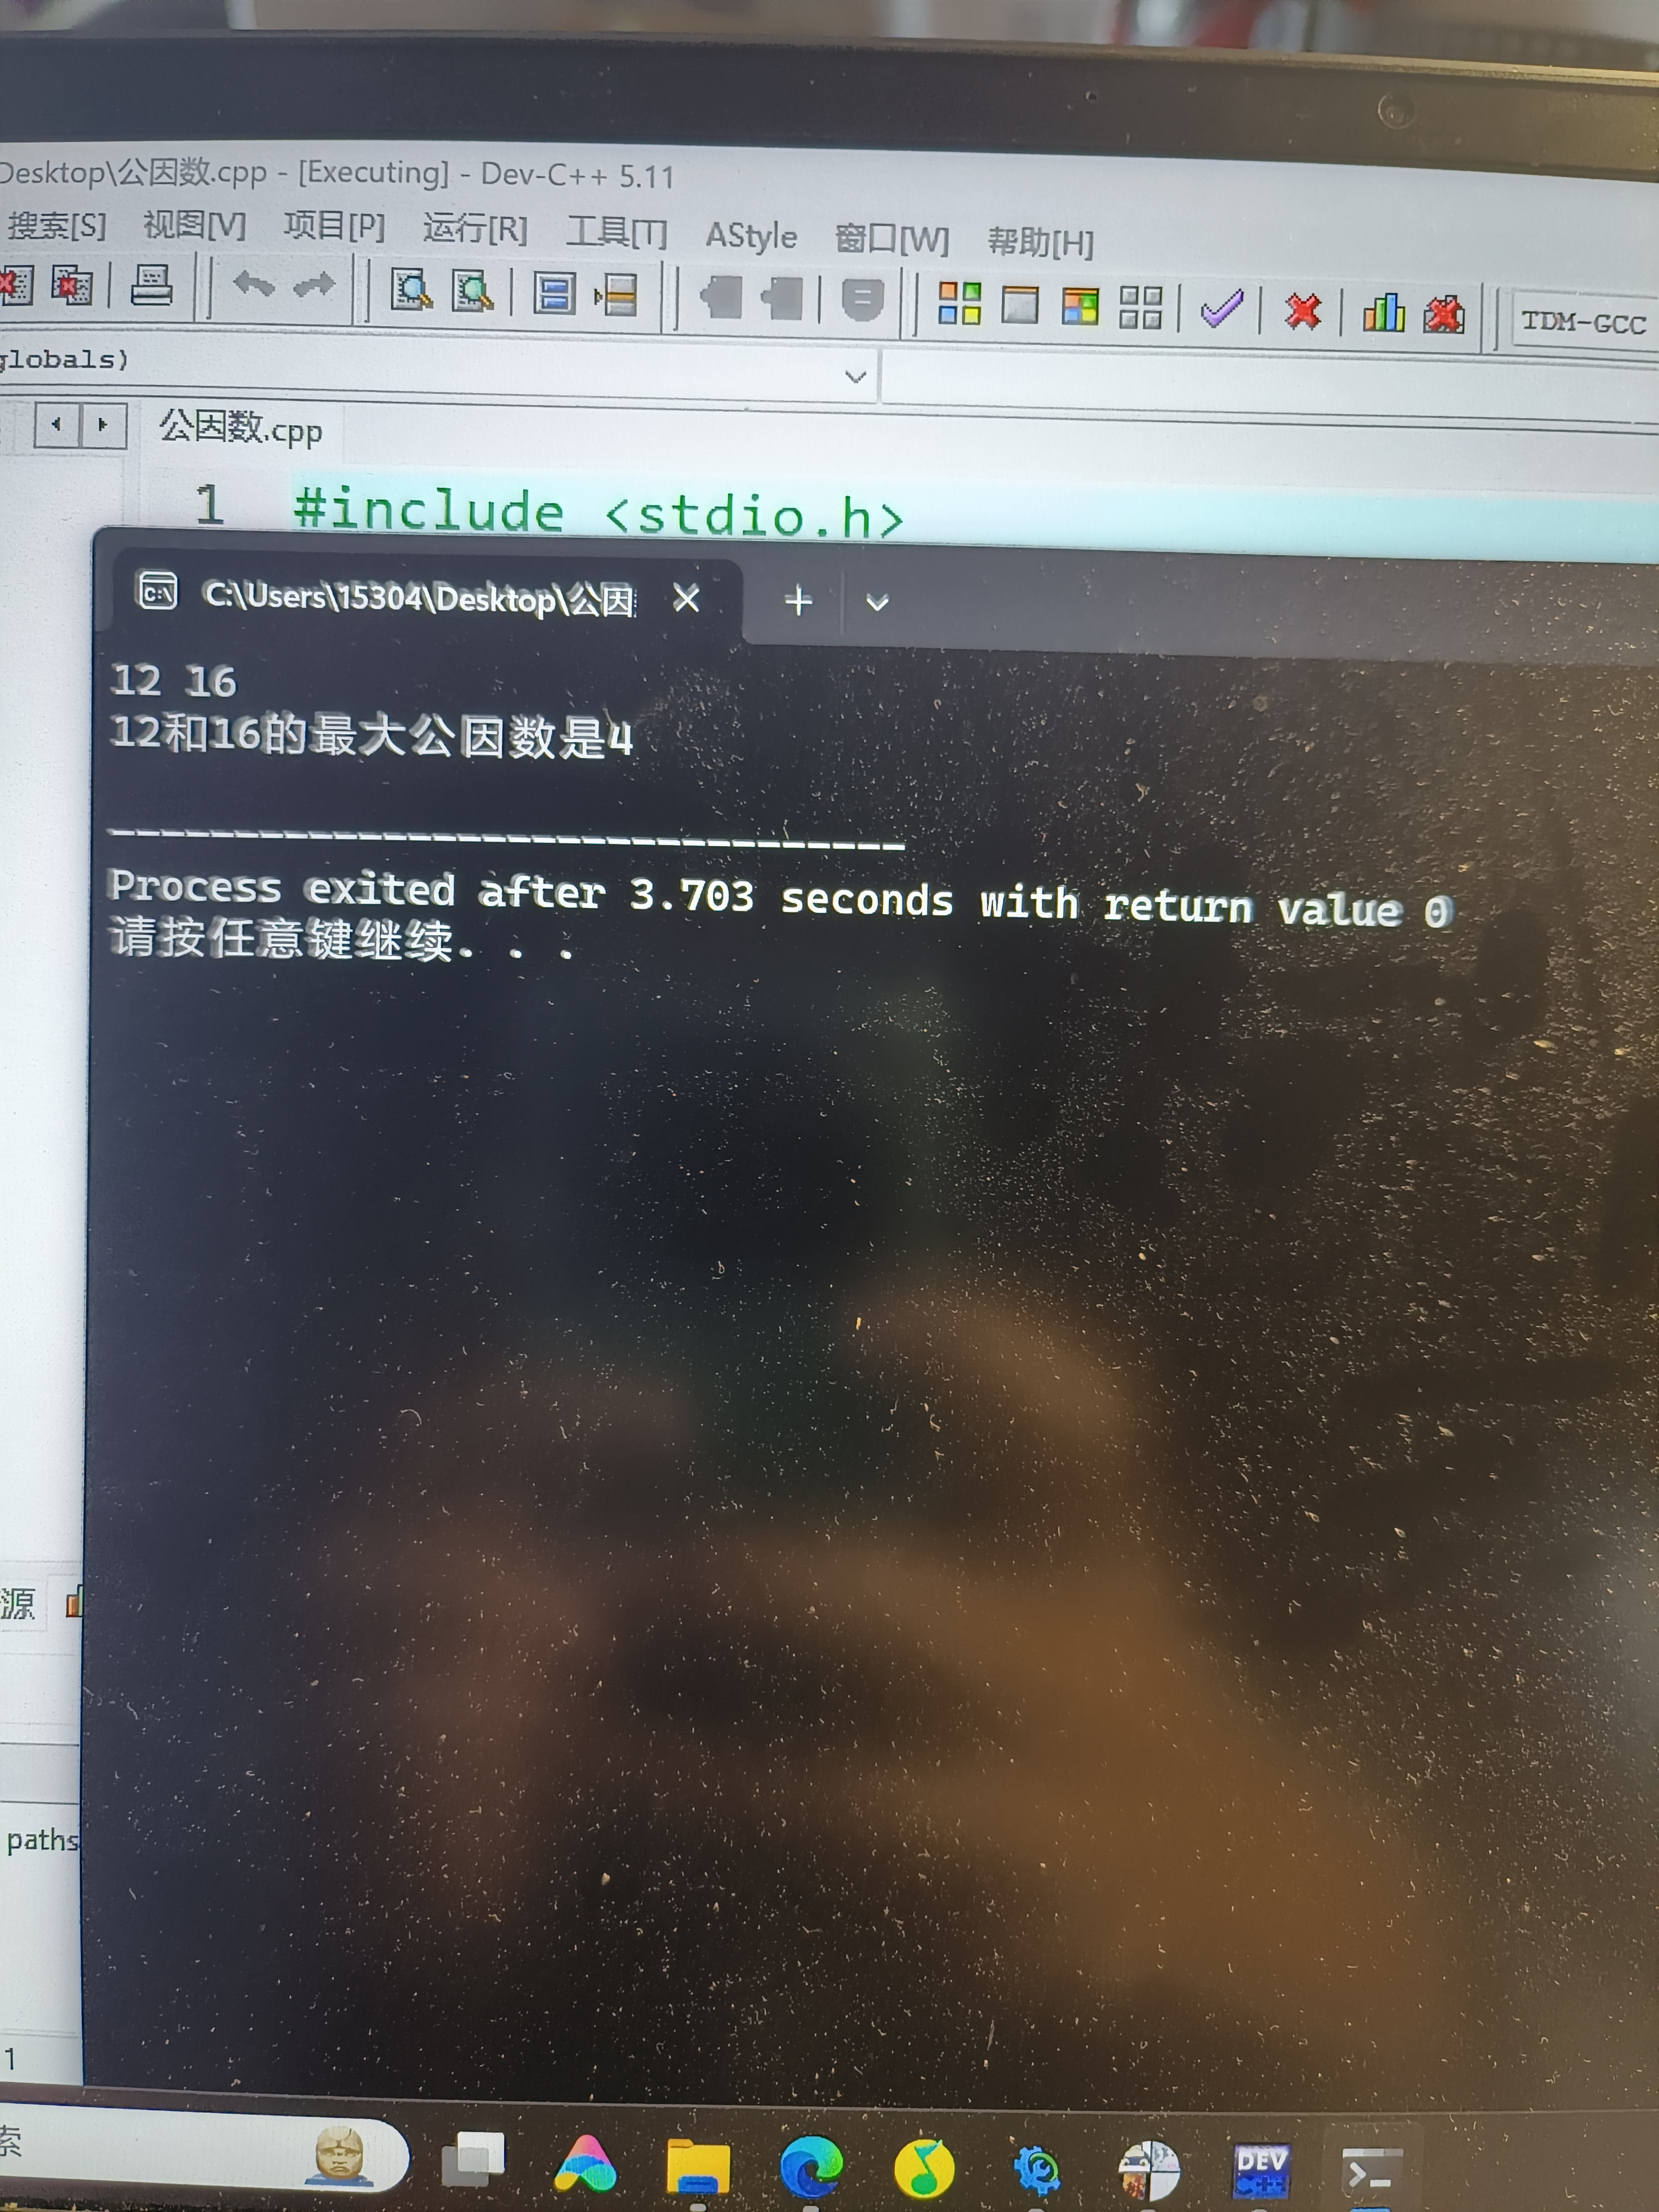 Desktop\公因数.cpp - [Executing] - Dev-C++ 5.11
搜索[S] 视图[V] 项目[P] 运行[R] 工具[T] AStyle 窗口[W] 帮助[H]
TDM-GCC
globals)
公因数.cpp
1 #include <stdio.h>
C:\Users\15304\Desktop\公因
12 16
12和16的最大公因数是4
--------------------------------
Process exited after 3.703 seconds with return value 0
请按任意键继续. . .
源
paths
1
索
DEV
C++